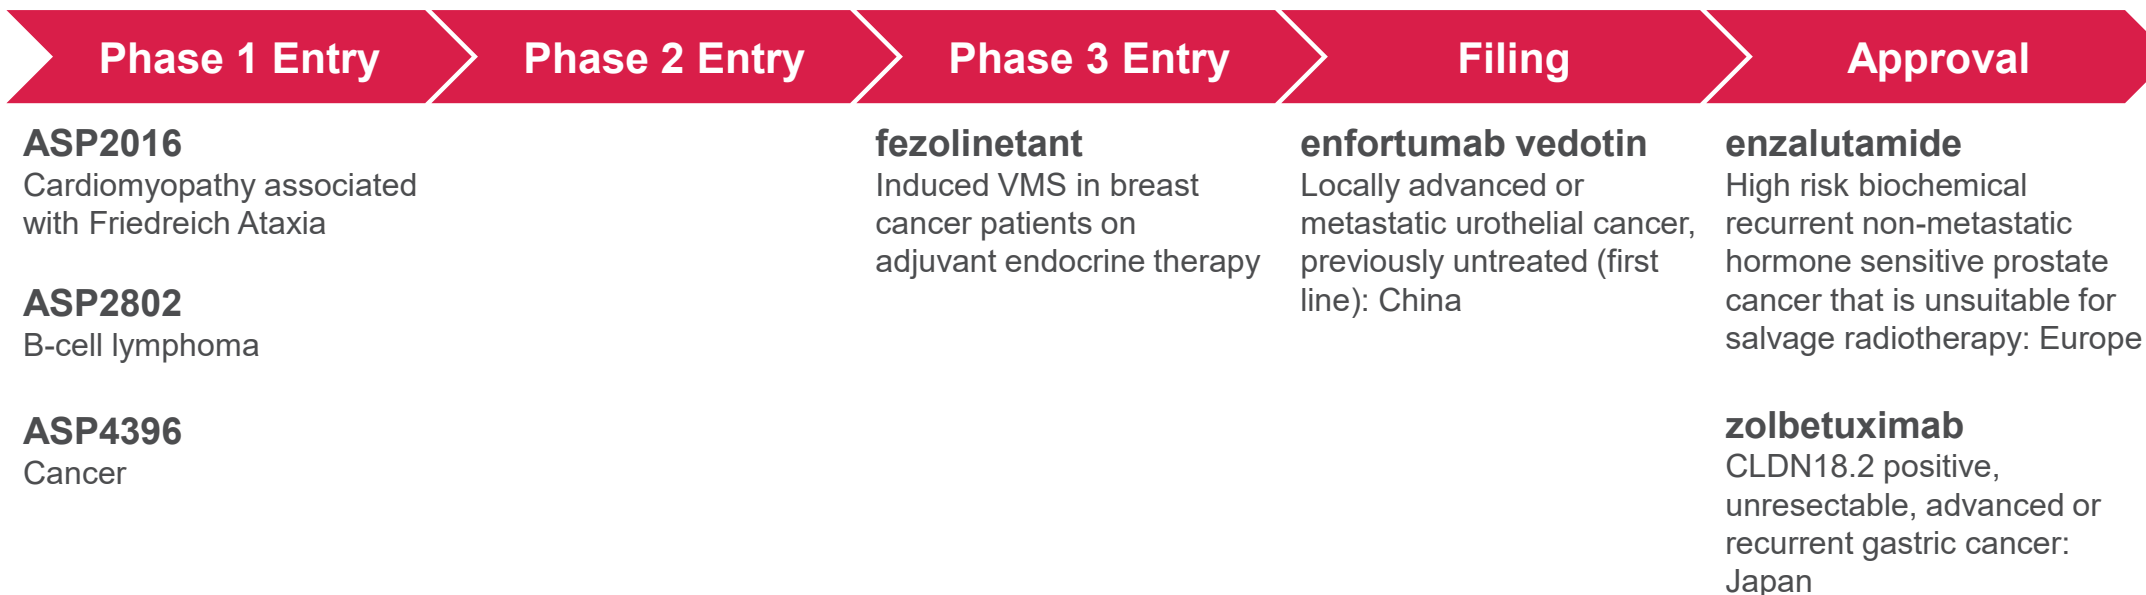 Phase 1 Entry
Phase 2 Entry
Phase 3 Entry
Filing
Approval
ASP2016
Cardiomyopathy associated
with Friedreich Ataxia
ASP2802
B-cell lymphoma
ASP4396
Cancer
fezolinetant
Induced VMS in breast
cancer patients on
adjuvant endocrine therapy
enfortumab vedotin
Locally advanced or
metastatic urothelial cancer,
previously untreated (first
line): China
enzalutamide
High risk biochemical
recurrent non-metastatic
hormone sensitive prostate
cancer that is unsuitable for
salvage radiotherapy: Europe
zolbetuximab
CLDN18.2 positive,
unresectable, advanced or
recurrent gastric cancer:
Japan